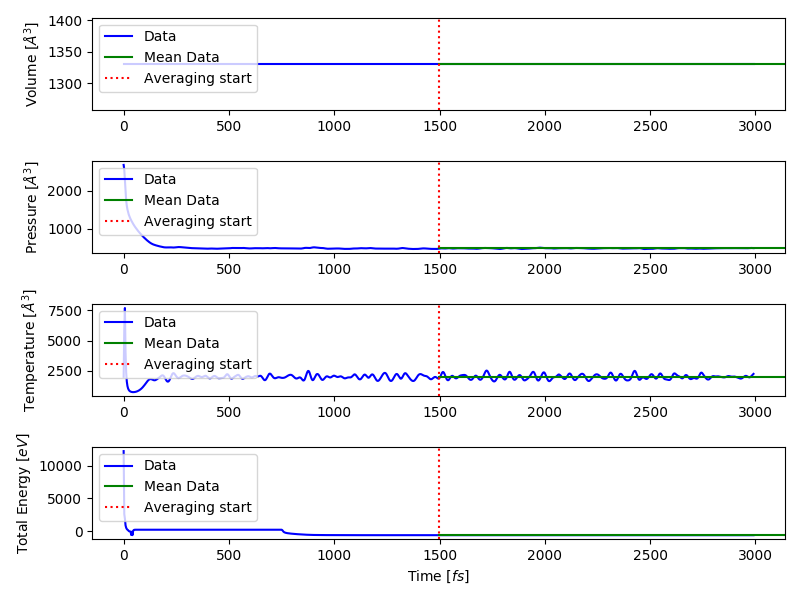 Volume [Å³]
1400
1350
1300
Data
Mean Data
Averaging start
0 500 1000 1500 2000 2500 3000
Pressure [Å³]
2000
1000
Data
Mean Data
Averaging start
0 500 1000 1500 2000 2500 3000
Temperature [Å³]
7500
5000
2500
Data
Mean Data
Averaging start
0 500 1000 1500 2000 2500 3000
Total Energy [eV]
10000
5000
0
Data
Mean Data
Averaging start
0 500 1000 1500 2000 2500 3000
Time [fs]